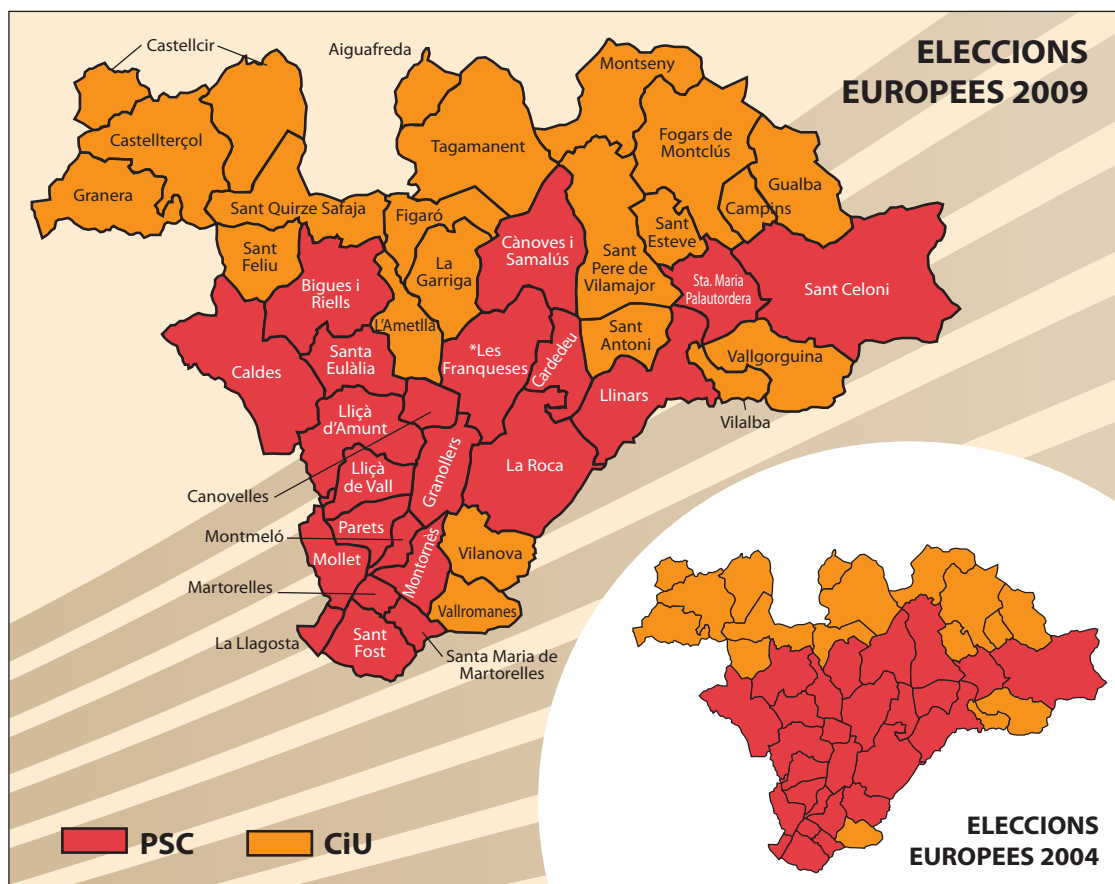 ELECCIONS
EUROPEES 2009
Castellcir
Aiguafreda
Montseny
Castellterçol
Tagamanent
Fogars de
Montclús
Granera
Gualba
Sant Quirze Safaja
Figaró
Campins
Sant
Feliu
La
Garriga
Cànoves i
Samalús
Sant
Esteve
Sant
Pere de
Vilamajor
Bigues i
Riells
Sta. Maria
Palautordera
Sant Celoni
L'Ametlla
Sant
Antoni
Vallgorguina
Caldes
Santa
Eulàlia
*Les
Franqueses
Cardedeu
Llinars
Vilalba
Lliçà
d'Amunt
Lliçà
de Vall
Granollers
La Roca
Canovelles
Montmeló
Parets
Mollet
Montornès
Vilanova
Martorelles
Vallromanes
La Llagosta
Sant
Fost
Santa Maria de
Martorelles
PSC
CiU
ELECCIONS
EUROPEES 2004